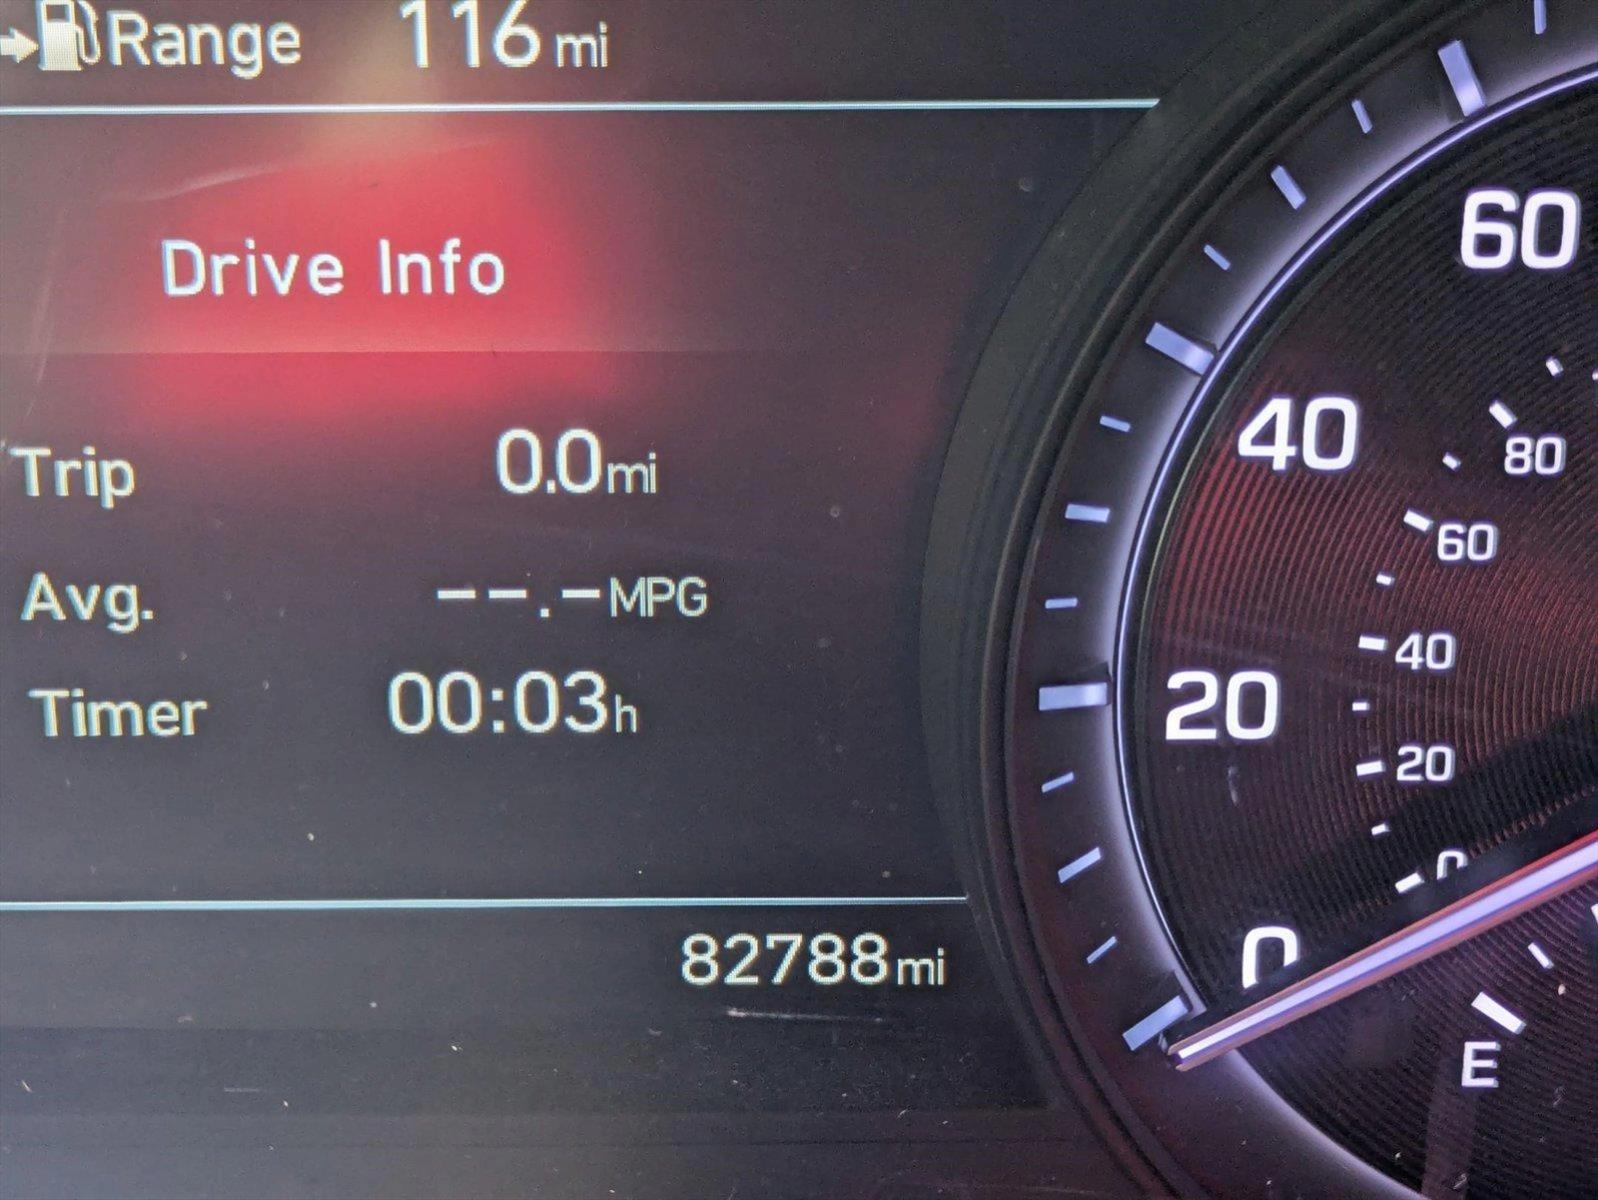 Range 116 mi
Drive Info
Trip 0.0 mi
Avg. --.- MPG
Timer 00:03 h
82788 mi
60
40
20
0
80
60
40
20
0
E